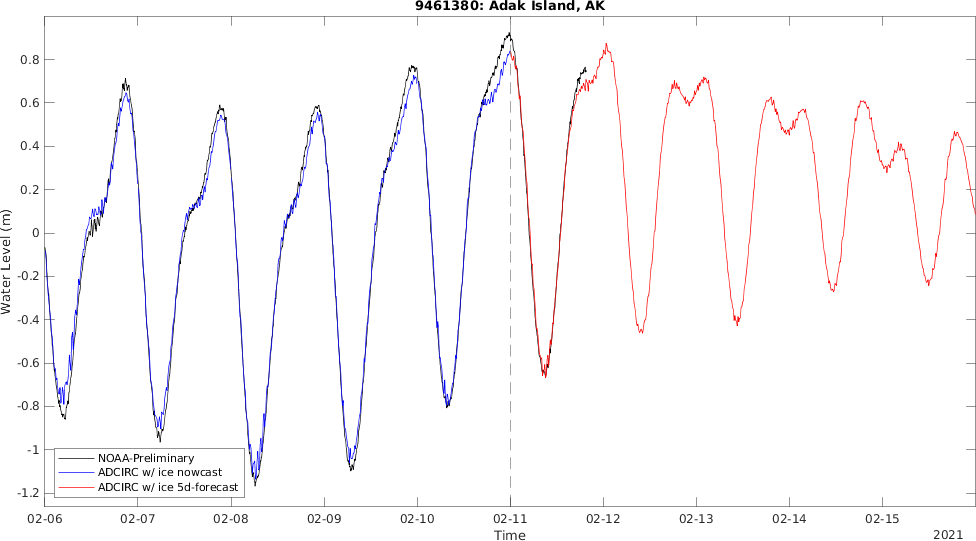 9461380: Adak Island, AK
Water Level (m)
0.8
0.6
0.4
0.2
0
-0.2
-0.4
-0.6
-0.8
-1
-1.2
NOAA-Preliminary
ADCIRC w/ ice nowcast
ADCIRC w/ ice 5d-forecast
02-06 02-07 02-08 02-09 02-10 02-11 02-12 02-13 02-14 02-15
Time
2021